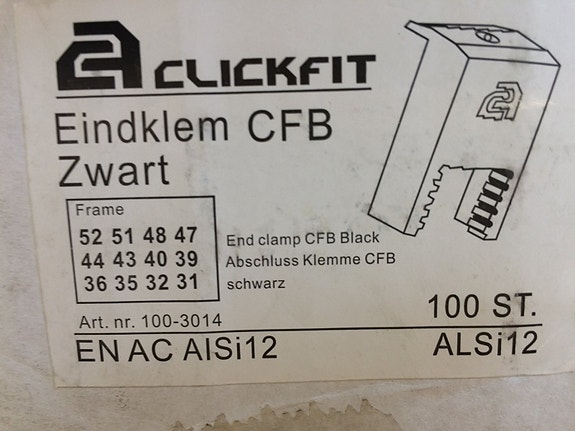 CLICKFIT
Eindklem CFB
Zwart
Frame
52 51 48 47
44 43 40 39
36 35 32 31
End clamp CFB Black
Abschluss Klemme CFB
schwarz
100 ST.
Art. nr. 100-3014
EN AC AlSi12
ALSi12